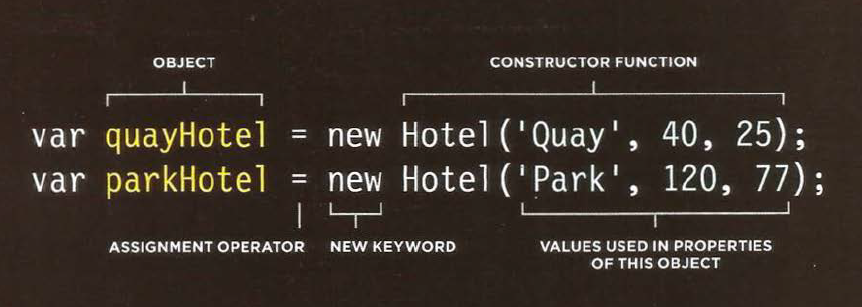 OBJECT CONSTRUCTOR FUNCTION
var quayHotel = new Hotel('Quay', 40, 25);
var parkHotel = new Hotel('Park', 120, 77);
ASSIGNMENT OPERATOR NEW KEYWORD VALUES USED IN PROPERTIES
OF THIS OBJECT